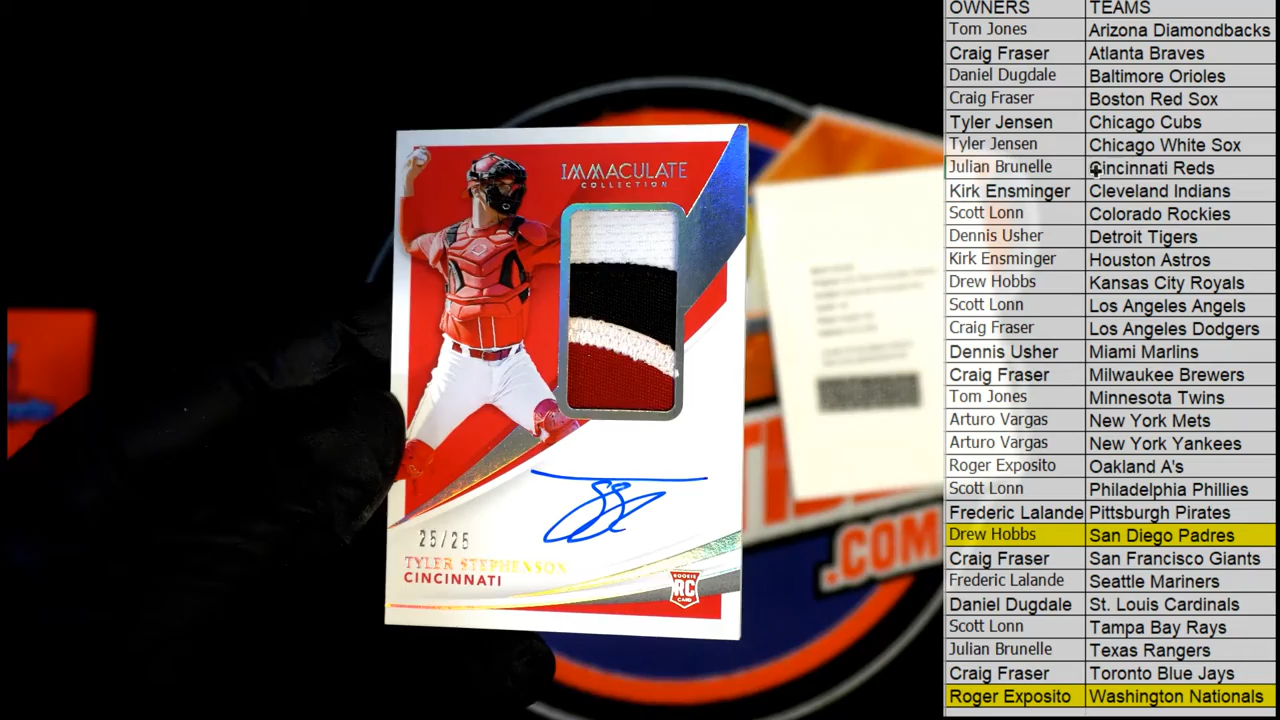 IMMACULATE
COLLECTION
25/25
TYLER STEPHENSON
CINCINNATI
ROOKIE
RC
CARD
.COM
OWNERS TEAMS
Tom Jones Arizona Diamondbacks
Craig Fraser Atlanta Braves
Daniel Dugdale Baltimore Orioles
Craig Fraser Boston Red Sox
Tyler Jensen Chicago Cubs
Tyler Jensen Chicago White Sox
Julian Brunelle Cincinnati Reds
Kirk Ensminger Cleveland Indians
Scott Lonn Colorado Rockies
Dennis Usher Detroit Tigers
Kirk Ensminger Houston Astros
Drew Hobbs Kansas City Royals
Scott Lonn Los Angeles Angels
Craig Fraser Los Angeles Dodgers
Dennis Usher Miami Marlins
Craig Fraser Milwaukee Brewers
Tom Jones Minnesota Twins
Arturo Vargas New York Mets
Arturo Vargas New York Yankees
Roger Exposito Oakland A's
Scott Lonn Philadelphia Phillies
Frederic Lalande Pittsburgh Pirates
Drew Hobbs San Diego Padres
Craig Fraser San Francisco Giants
Frederic Lalande Seattle Mariners
Daniel Dugdale St. Louis Cardinals
Scott Lonn Tampa Bay Rays
Julian Brunelle Texas Rangers
Craig Fraser Toronto Blue Jays
Roger Exposito Washington Nationals